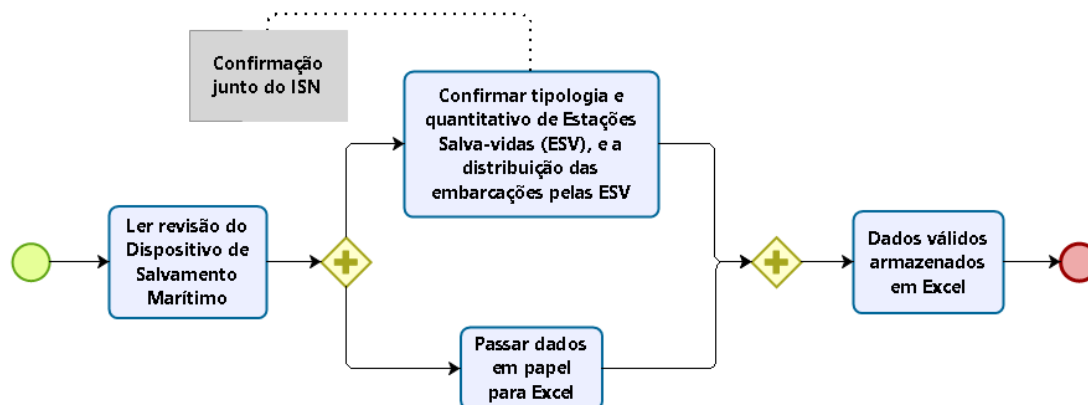 Confirmação
junto do ISN
Confirmar tipologia e
quantitativo de Estações
Salva-vidas (ESV), e a
distribuição das
embarcações pelas ESV
Ler revisão do
Dispositivo de
Salvamento
Marítimo
Dados válidos
armazenados
em Excel
Passar dados
em papel
para Excel